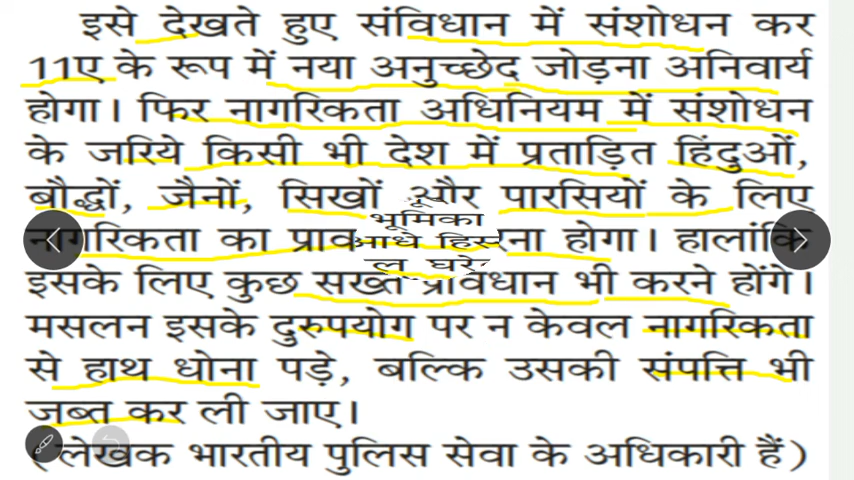 इसे देखते हुए संविधान में संशोधन कर
11ए के रूप में नया अनुच्छेद जोड़ना अनिवार्य
होगा। फिर नागरिकता अधिनियम में संशोधन
के जरिये किसी भी देश में प्रताड़ित हिंदुओं,
बौद्धों, जैनों, सिखों और पारसियों के लिए
भूमिका
नागरिकता का होगा। हालांकि
आधे
इसके लिए कुछ सख्त प्रावधान भी करने होंगे।
मसलन इसके दुरुपयोग पर न केवल नागरिकता
से हाथ धोना पड़े, बल्कि उसकी संपत्ति भी
जब्त कर ली जाए।
(लेखक भारतीय पुलिस सेवा के अधिकारी हैं)